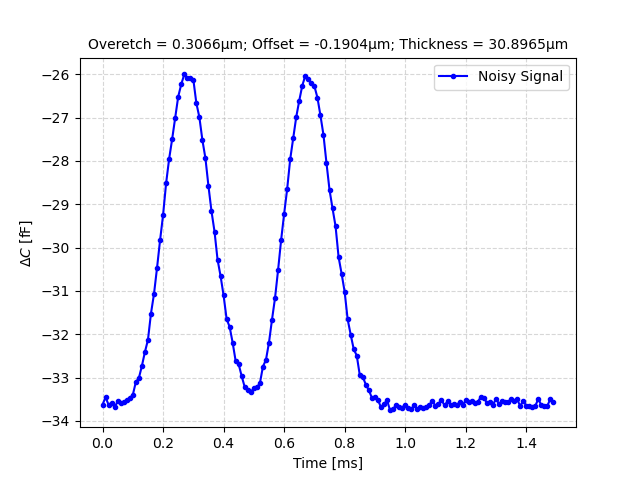 Overetch = 0.3066μm; Offset = -0.1904μm; Thickness = 30.8965μm
Noisy Signal
−26
−27
−28
−29
−30
−31
−32
−33
−34
ΔC [fF]
0.0 0.2 0.4 0.6 0.8 1.0 1.2 1.4
Time [ms]